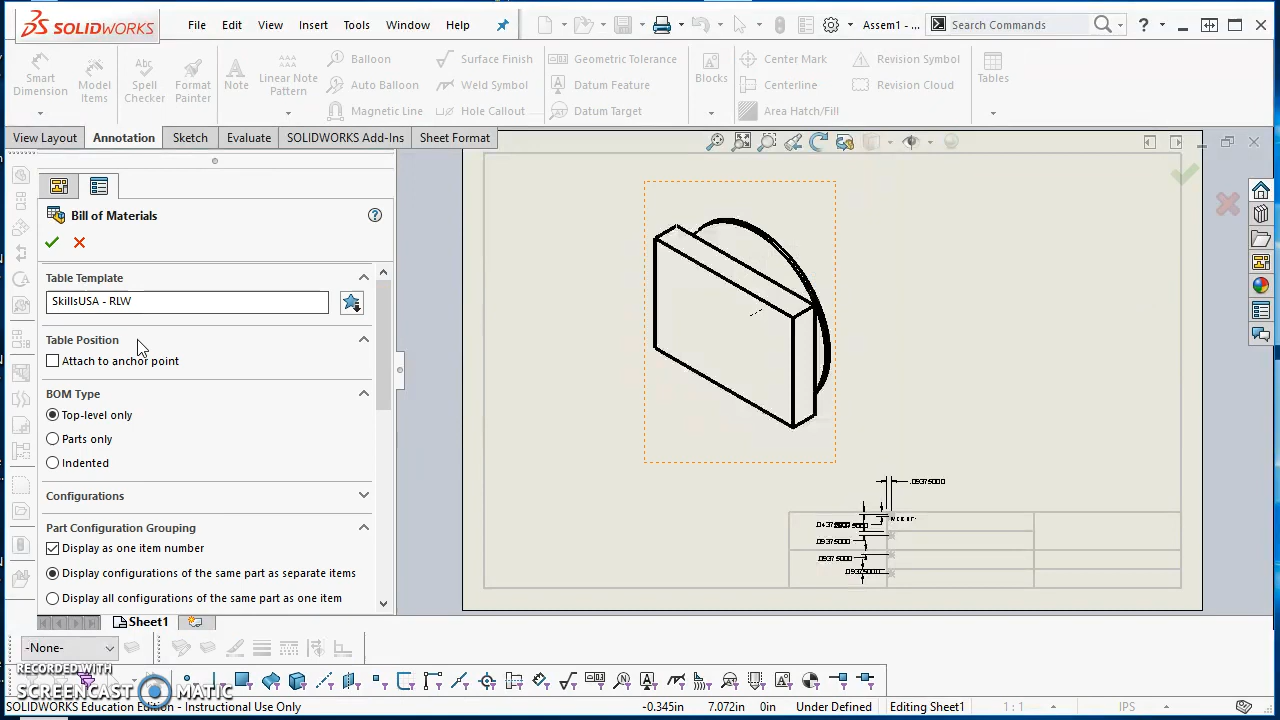 SOLIDWORKS
File Edit View Insert Tools Window Help
Assem1 - ...
Search Commands
Smart Dimension
Model Items
Spell Checker
Format Painter
Note
Linear Note Pattern
Balloon
Auto Balloon
Magnetic Line
Surface Finish
Weld Symbol
Hole Callout
Geometric Tolerance
Datum Feature
Datum Target
Blocks
Center Mark
Centerline
Area Hatch/Fill
Revision Symbol
Revision Cloud
Tables
View Layout Annotation Sketch Evaluate SOLIDWORKS Add-Ins Sheet Format
Bill of Materials
Table Template
SkillsUSA - RLW
Table Position
Attach to anchor point
BOM Type
Top-level only
Parts only
Indented
Configurations
Part Configuration Grouping
Display as one item number
Display configurations of the same part as separate items
Display all configurations of the same part as one item
.09375000
.09375000
.09375000
.09375000
Sheet1
-None-
RECORDED WITH
SCREENCAST MATIC
SOLIDWORKS Education Edition - Instructional Use Only
-0.345in 7.072in 0in Under Defined Editing Sheet1 1 : 1 IPS